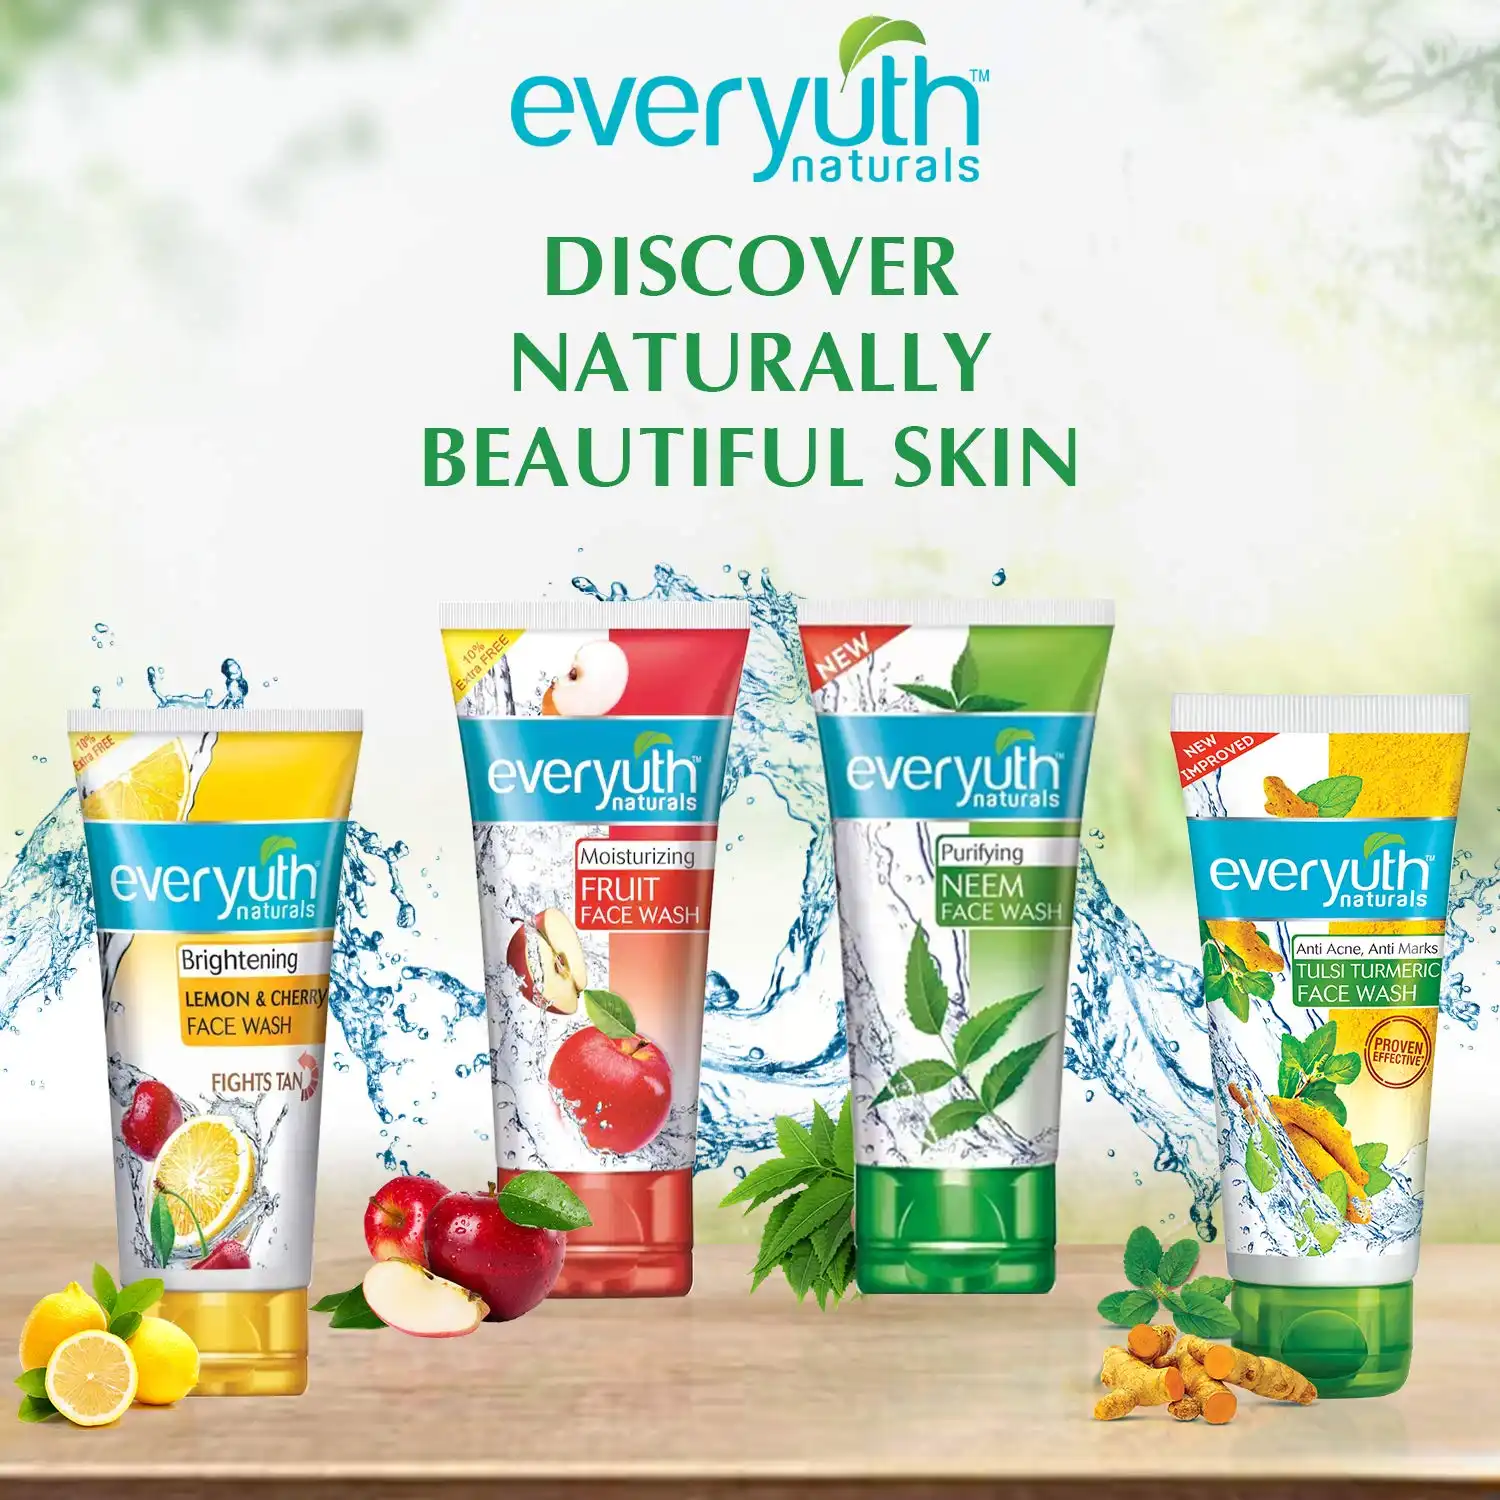 everyuth™
naturals
DISCOVER
NATURALLY
BEAUTIFUL SKIN
10%
Extra FREE
everyuth®
naturals
Brightening
LEMON & CHERRY
FACE WASH
FIGHTS TAN
10%
Extra FREE
everyuth™
naturals
Moisturizing
FRUIT
FACE WASH
NEW
everyuth™
naturals
Purifying
NEEM
FACE WASH
NEW
IMPROVED
everyuth™
naturals
Anti Acne, Anti Marks
TULSI TURMERIC
FACE WASH
PROVEN
EFFECTIVE*